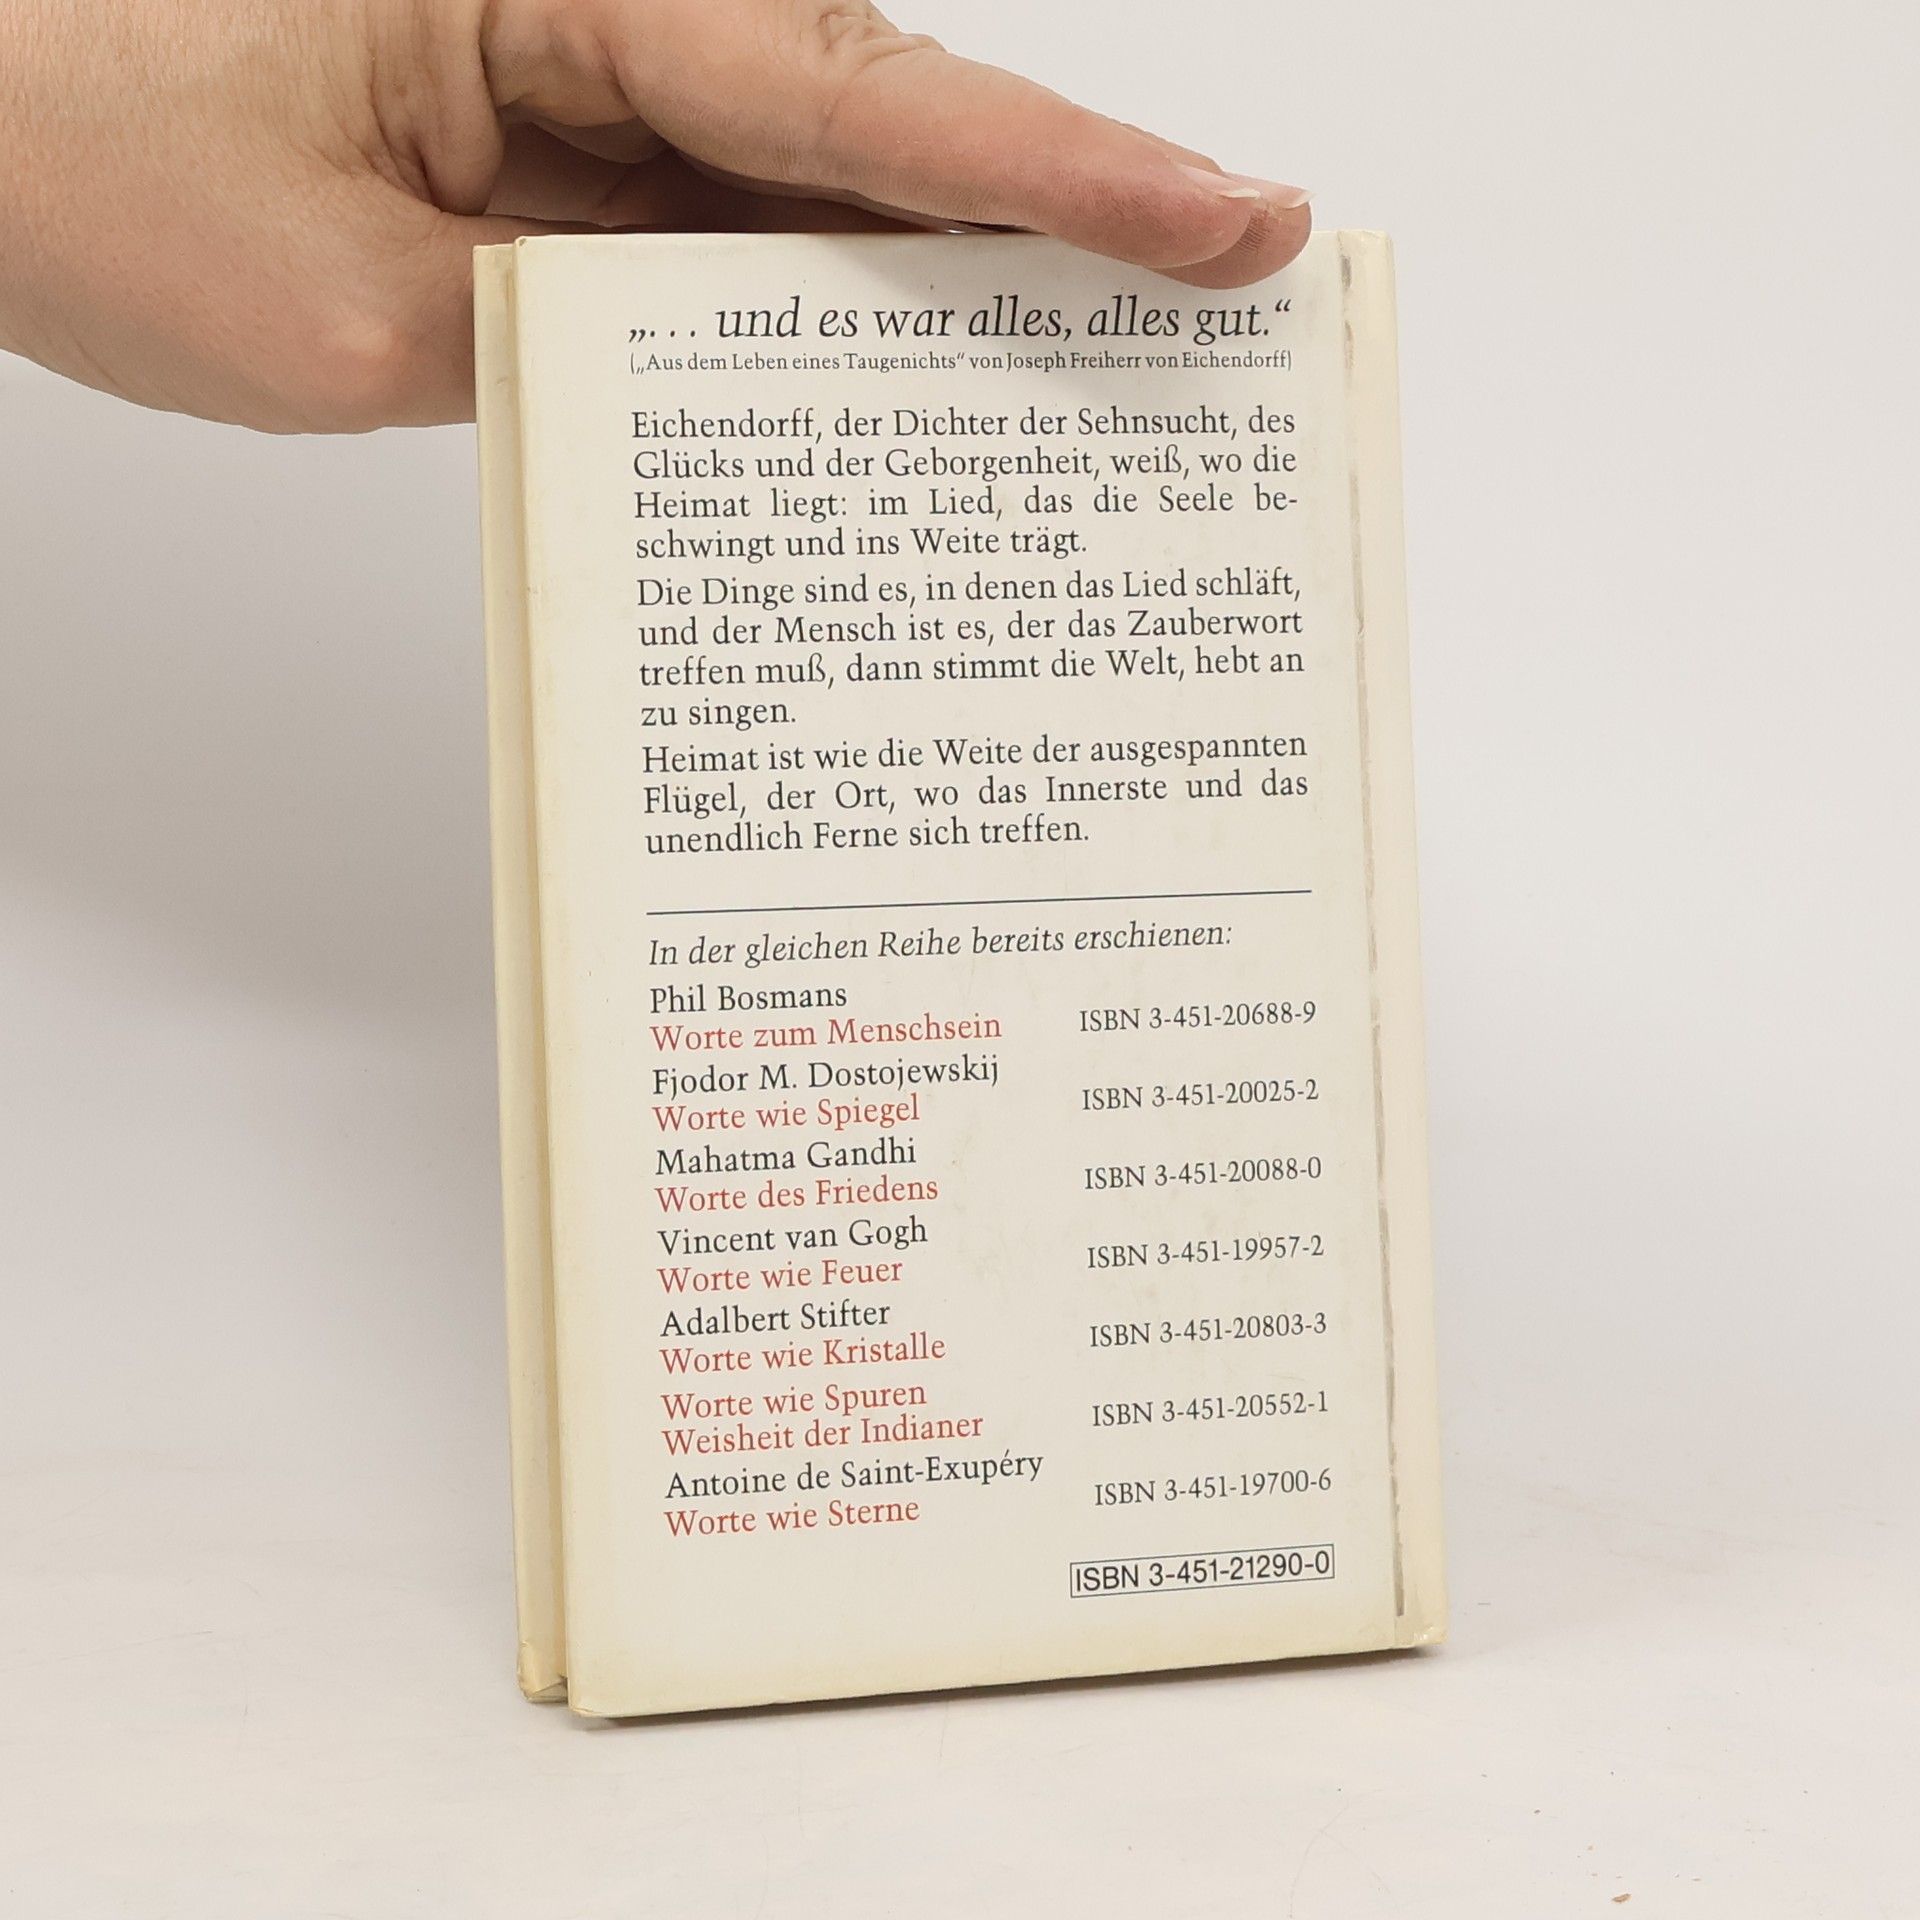 „. . . und es war alles, alles gut.“
(„Aus dem Leben eines Taugenichts“ von Joseph Freiherr von Eichendorff)
Eichendorff, der Dichter der Sehnsucht, des
Glücks und der Geborgenheit, weiß, wo die
Heimat liegt: im Lied, das die Seele be-
schwingt und ins Weite trägt.
Die Dinge sind es, in denen das Lied schläft,
und der Mensch ist es, der das Zauberwort
treffen muß, dann stimmt die Welt, hebt an
zu singen.
Heimat ist wie die Weite der ausgespannten
Flügel, der Ort, wo das Innerste und das
unendlich Ferne sich treffen.
In der gleichen Reihe bereits erschienen:
Phil Bosmans
Worte zum Menschsein ISBN 3-451-20688-9
Fjodor M. Dostojewskij
Worte wie Spiegel ISBN 3-451-20025-2
Mahatma Gandhi
Worte des Friedens ISBN 3-451-20088-0
Vincent van Gogh
Worte wie Feuer ISBN 3-451-19957-2
Adalbert Stifter
Worte wie Kristalle ISBN 3-451-20803-3
Worte wie Spuren
Weisheit der Indianer ISBN 3-451-20552-1
Antoine de Saint-Exupéry
Worte wie Sterne ISBN 3-451-19700-6
ISBN 3-451-21290-0